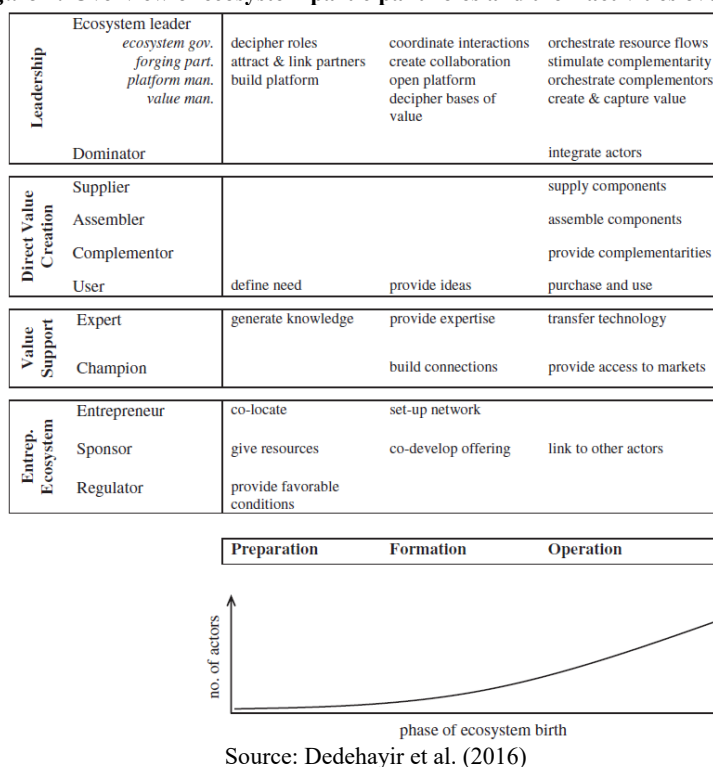 Ecosystem leader
ecosystem gov. decipher roles coordinate interactions orchestrate resource flows
forging part. attract & link partners create collaboration stimulate complementarity
platform man. build platform open platform orchestrate complementors
value man. decipher bases of create & capture value
value
Leadership
Dominator integrate actors
Direct Value
Creation
Supplier supply components
Assembler assemble components
Complementor provide complementarities
User define need provide ideas purchase and use
Value
Support
Expert generate knowledge provide expertise transfer technology
Champion build connections provide access to markets
Entrep.
Ecosystem
Entrepreneur co-locate set-up network
Sponsor give resources co-develop offering link to other actors
Regulator provide favorable
conditions
Preparation Formation Operation
no. of actors
phase of ecosystem birth
Source: Dedehayir et al. (2016)